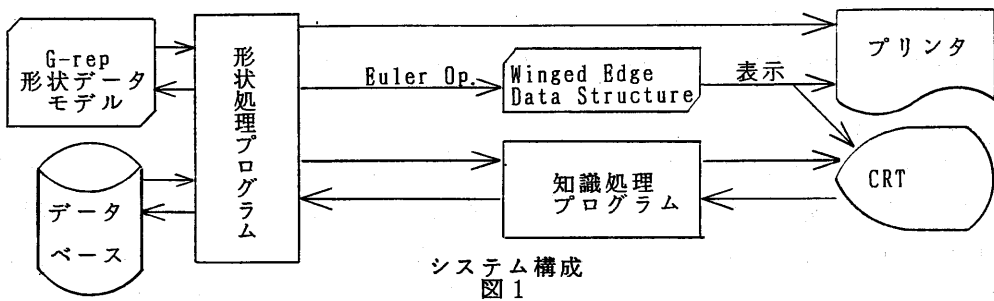 G-rep
形状データ
モデル
データ
ベース
形状処理プログラム
Euler Op.
Winged Edge
Data Structure
表示
知識処理
プログラム
プリンタ
CRT
システム構成
図1